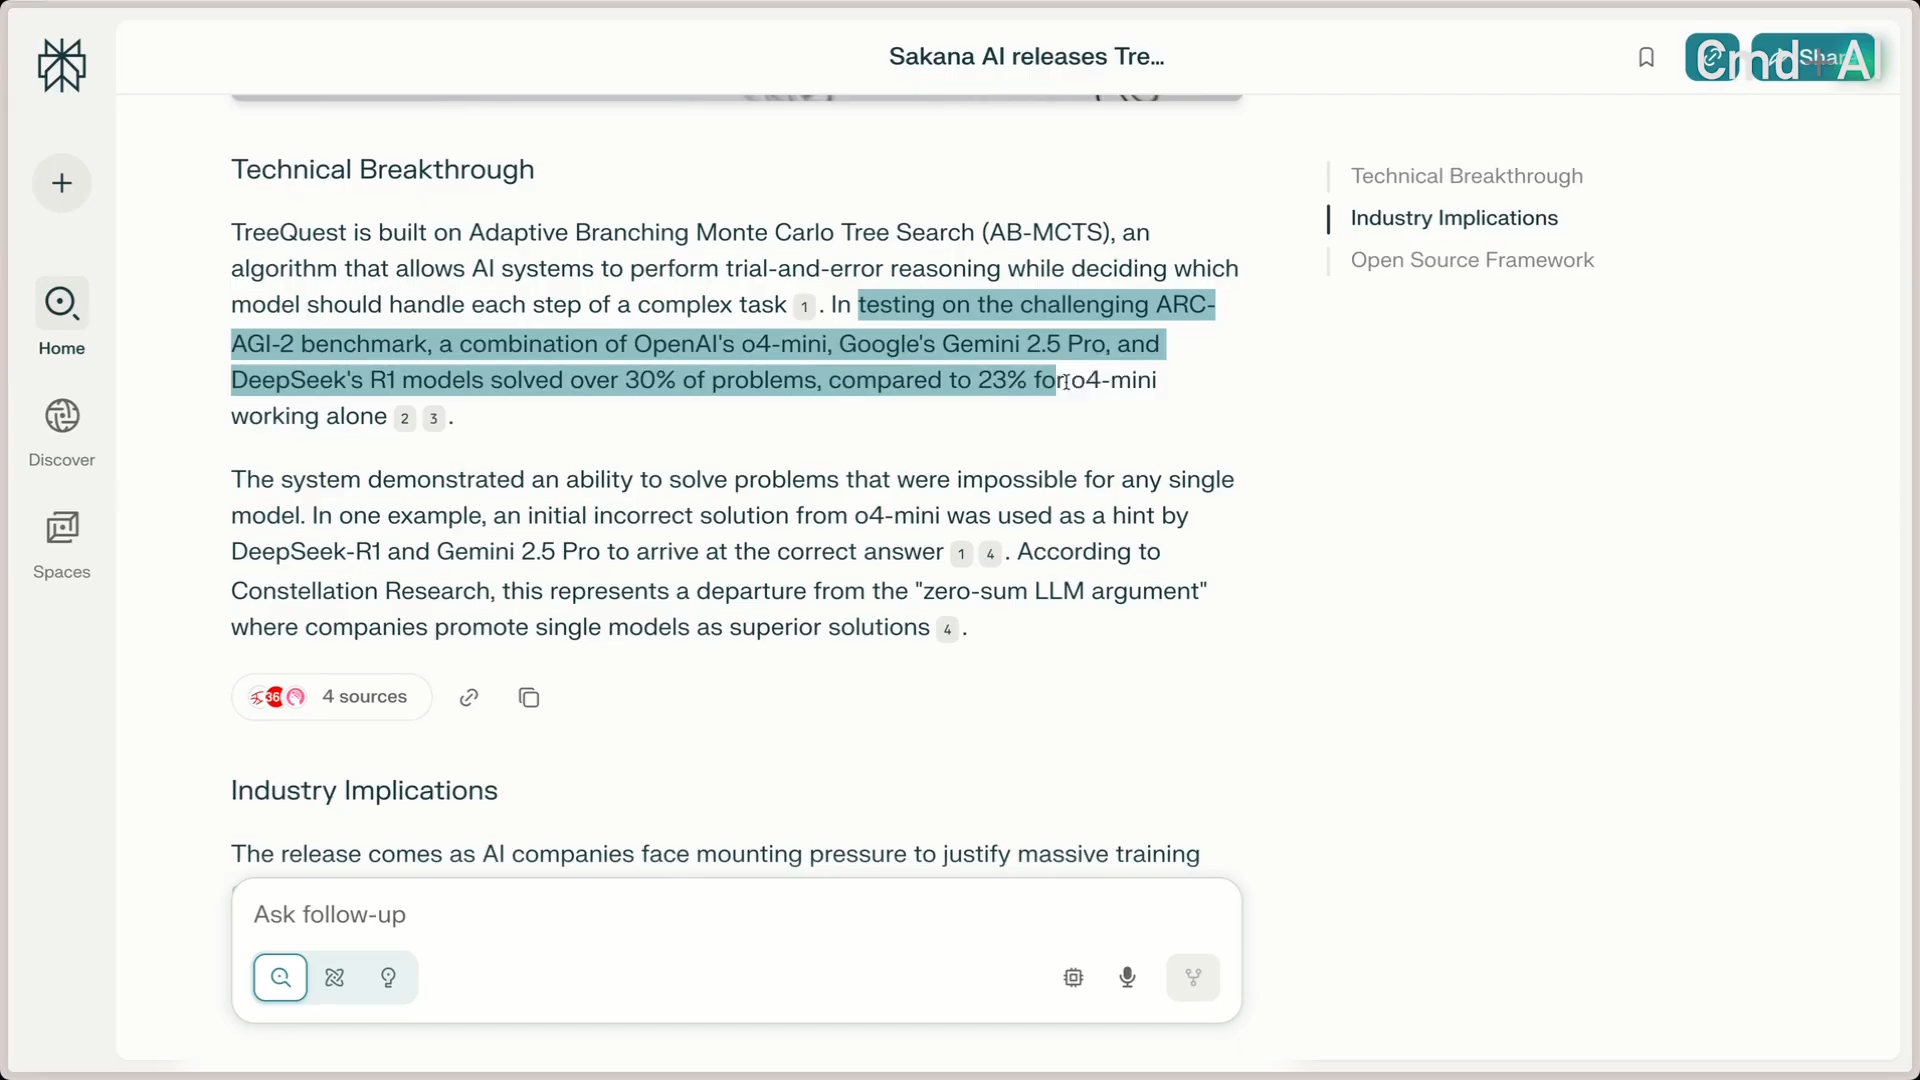 Sakana AI releases Tre...
Share
Cmd+AI
Home
Discover
Spaces
Technical Breakthrough
TreeQuest is built on Adaptive Branching Monte Carlo Tree Search (AB-MCTS), an
algorithm that allows AI systems to perform trial-and-error reasoning while deciding which
model should handle each step of a complex task 1 . In testing on the challenging ARC-
AGI-2 benchmark, a combination of OpenAI's o4-mini, Google's Gemini 2.5 Pro, and
DeepSeek's R1 models solved over 30% of problems, compared to 23% for o4-mini
working alone 2 3 .
The system demonstrated an ability to solve problems that were impossible for any single
model. In one example, an initial incorrect solution from o4-mini was used as a hint by
DeepSeek-R1 and Gemini 2.5 Pro to arrive at the correct answer 1 4 . According to
Constellation Research, this represents a departure from the "zero-sum LLM argument"
where companies promote single models as superior solutions 4 .
36
4 sources
Industry Implications
The release comes as AI companies face mounting pressure to justify massive training
Ask follow-up
Technical Breakthrough
Industry Implications
Open Source Framework